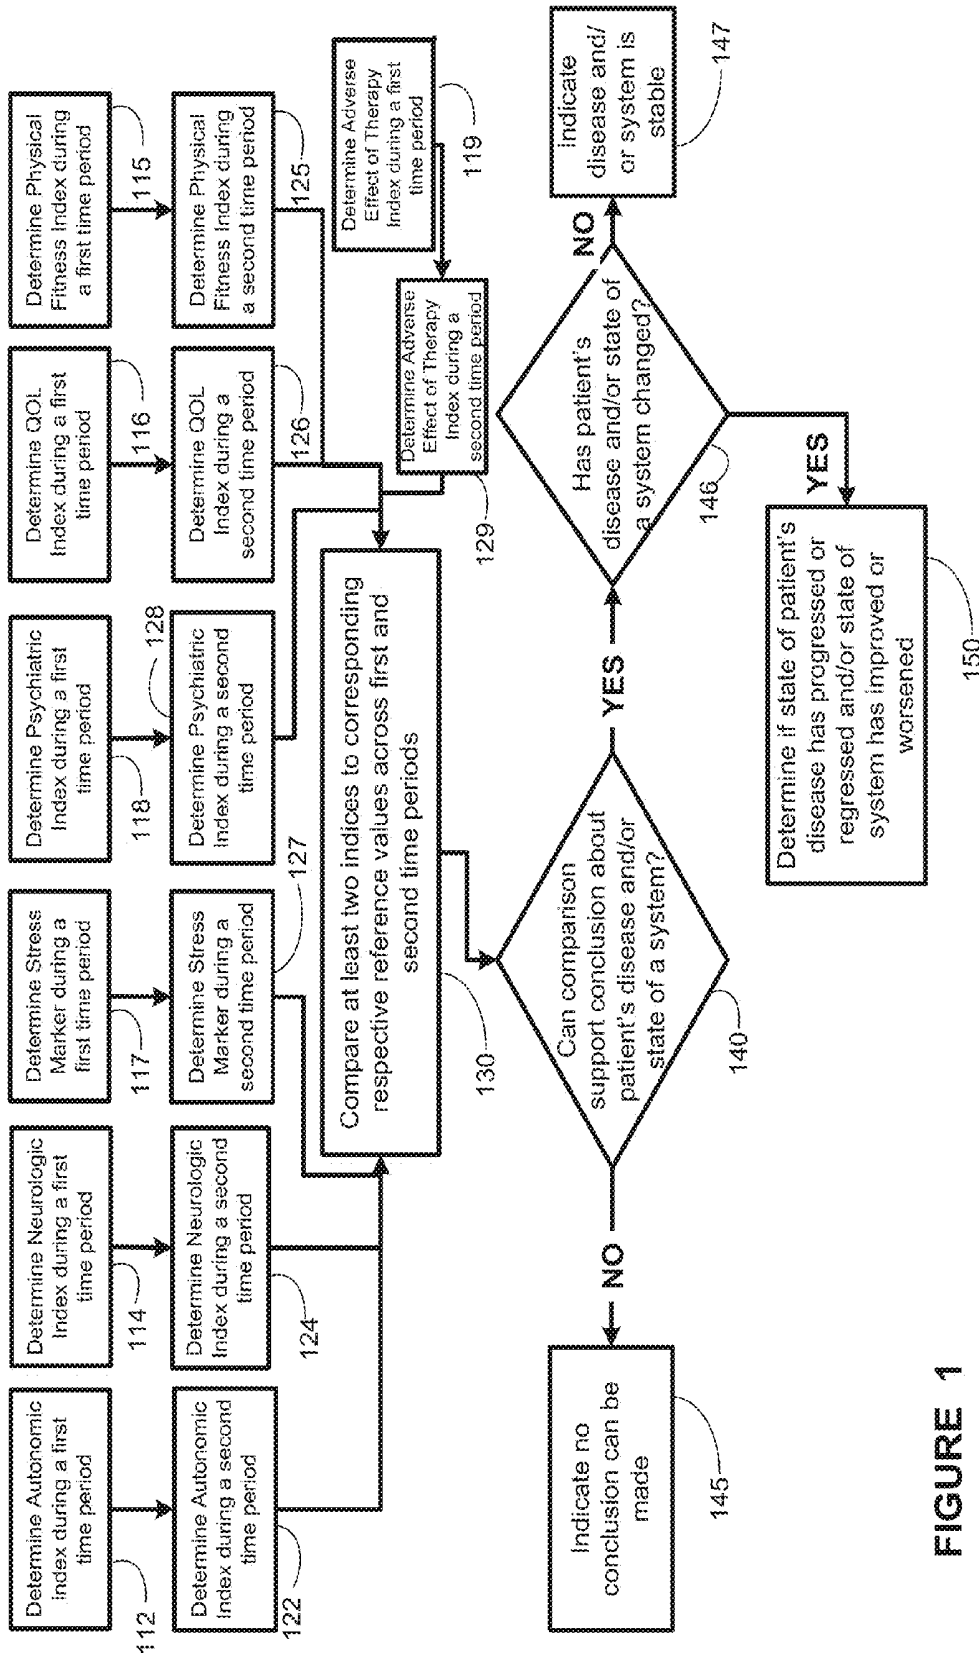 Determine Autonomic
Index during a first
time period
112
Determine Neurologic
Index during a first
time period
114
Determine Stress
Marker during a
first time period
117
Determine Psychiatric
Index during a first
time period
118
Determine QOL
Index during a first
time period
116
Determine Physical
Fitness Index during
a first time period
115
Determine Autonomic
Index during a second
time period
122
Determine Neurologic
Index during a second
time period
124
Determine Stress
Marker during a
second time period
127
Determine Psychiatric
Index during a second
time period
128
Determine QOL
Index during a
second time period
126
Determine Physical
Fitness Index during
a second time period
125
Determine Adverse
Effect of Therapy
Index during a first
time period
119
Determine Adverse
Effect of Therapy
Index during a
second time period
129
Compare at least two indices to corresponding
respective reference values across first and
second time periods
130
Can comparison
support conclusion about
patient's disease and/or
state of a system?
140
NO
Indicate no
conclusion can be
made
145
YES
Has patient's
disease and/or state of
a system changed?
146
NO
Indicate
disease and/
or system is
stable
147
YES
Determine if state of patient's
disease has progressed or
regressed and/or state of
system has improved or
worsened
150
FIGURE 1